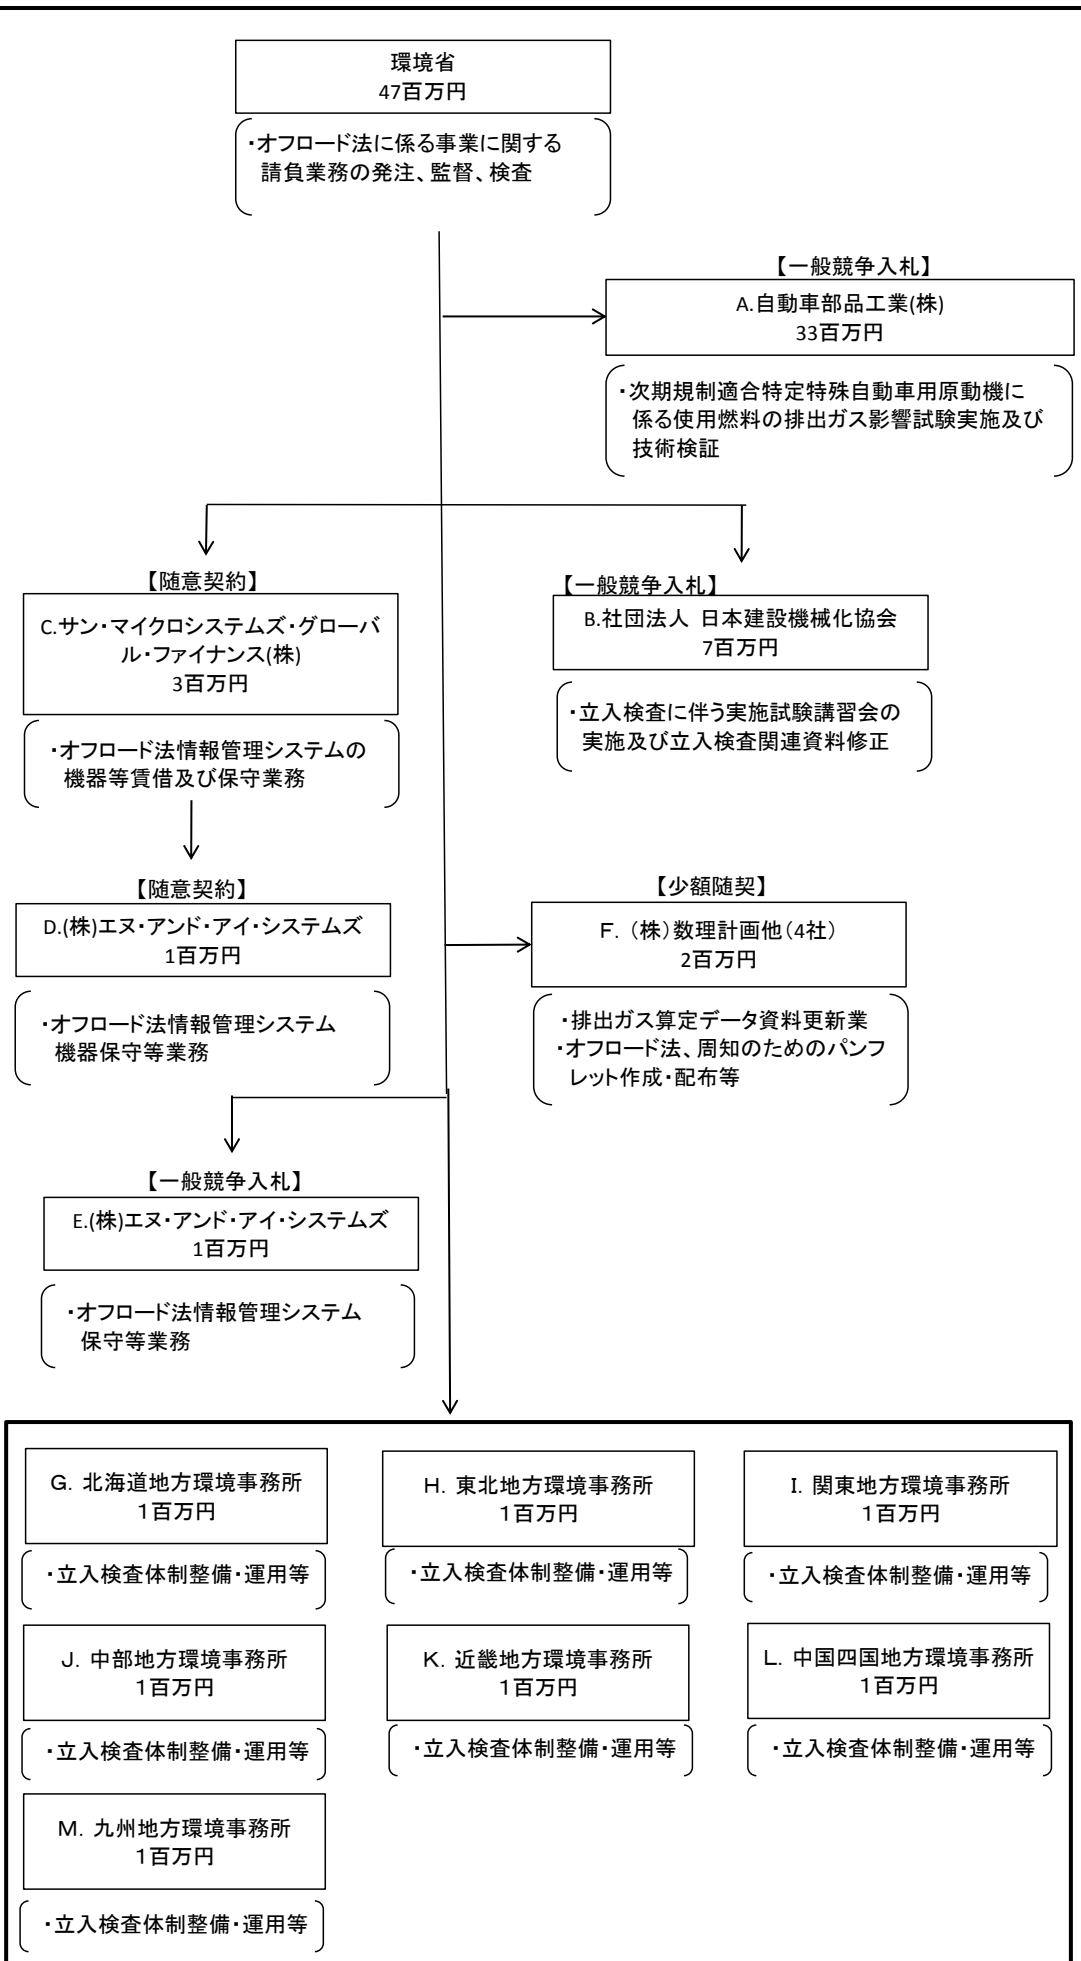 環境省
47百万円
・オフロード法に係る事業に関する
請負業務の発注、監督、検査
【一般競争入札】
A.自動車部品工業(株)
33百万円
・次期規制適合特定特殊自動車用原動機に
係る使用燃料の排出ガス影響試験実施及び
技術検証
【随意契約】
C.サン・マイクロシステムズ・グローバ
ル・ファイナンス(株)
3百万円
・オフロード法情報管理システムの
機器等賃借及び保守業務
【一般競争入札】
B.社団法人 日本建設機械化協会
7百万円
・立入検査に伴う実施試験講習会の
実施及び立入検査関連資料修正
【随意契約】
D.(株)エヌ・アンド・アイ・システムズ
1百万円
・オフロード法情報管理システム
機器保守等業務
【少額随契】
F. （株）数理計画他（4社）
2百万円
・排出ガス算定データ資料更新業
・オフロード法、周知のためのパンフ
レット作成・配布等
【一般競争入札】
E.(株)エヌ・アンド・アイ・システムズ
1百万円
・オフロード法情報管理システム
保守等業務
G. 北海道地方環境事務所
1百万円
・立入検査体制整備・運用等
H. 東北地方環境事務所
1百万円
・立入検査体制整備・運用等
I. 関東地方環境事務所
1百万円
・立入検査体制整備・運用等
J. 中部地方環境事務所
1百万円
・立入検査体制整備・運用等
K. 近畿地方環境事務所
1百万円
・立入検査体制整備・運用等
L. 中国四国地方環境事務所
1百万円
・立入検査体制整備・運用等
M. 九州地方環境事務所
1百万円
・立入検査体制整備・運用等